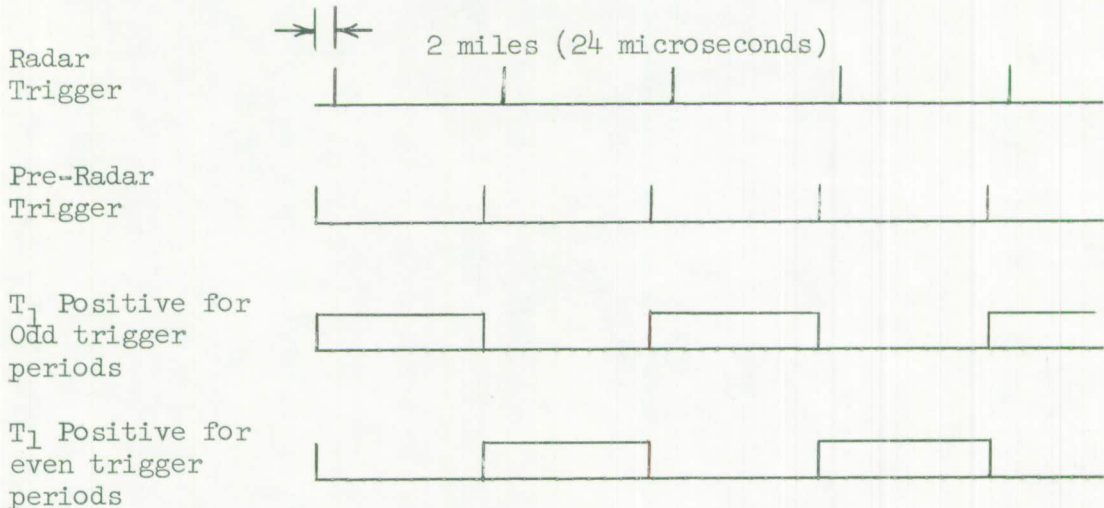 2 miles (24 microseconds)
Radar
Trigger
Pre-Radar
Trigger
T1 Positive for
Odd trigger
periods
T1 Positive for
even trigger
periods